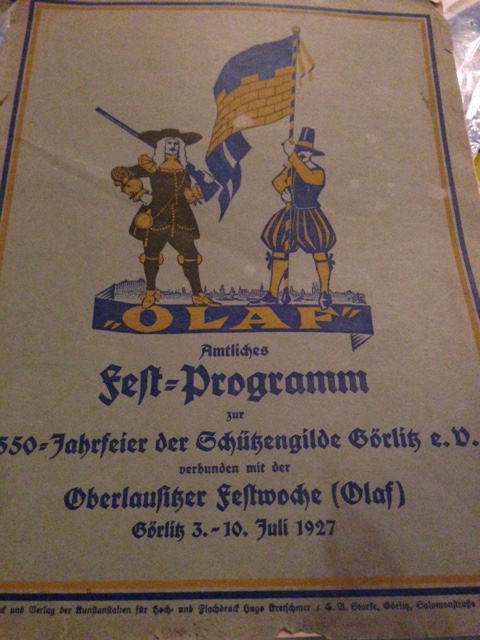 "OLAF"
Amtliches
Fest=Programm
zur
550=Jahrfeier der Schützengilde Görlitz e.V.
verbunden mit der
Oberlausitzer Festwoche (Olaf)
Görlitz 3.-10. Juli 1927
und Verlag der Kunstanstalten für Hoch- und Flachdruck Hugo Kretschmer / C. A. Starke, Görlitz, Salomonstraße